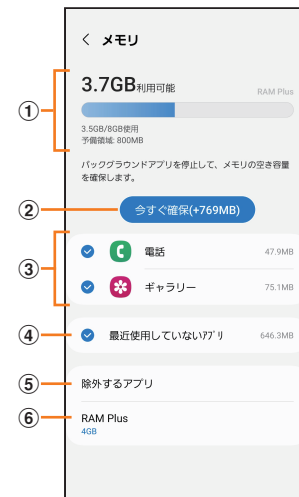 メモリ
3.7GB利用可能
RAM Plus
3.5GB/8GB使用
予備領域: 800MB
バックグラウンドアプリを停止して、メモリの空き容量
を確保します。
今すぐ確保(+769MB)
電話 47.9MB
ギャラリー 75.1MB
最近使用していないｱﾌﾟﾘ 646.3MB
除外するアプリ
RAM Plus
4GB
①
②
③
④
⑤
⑥